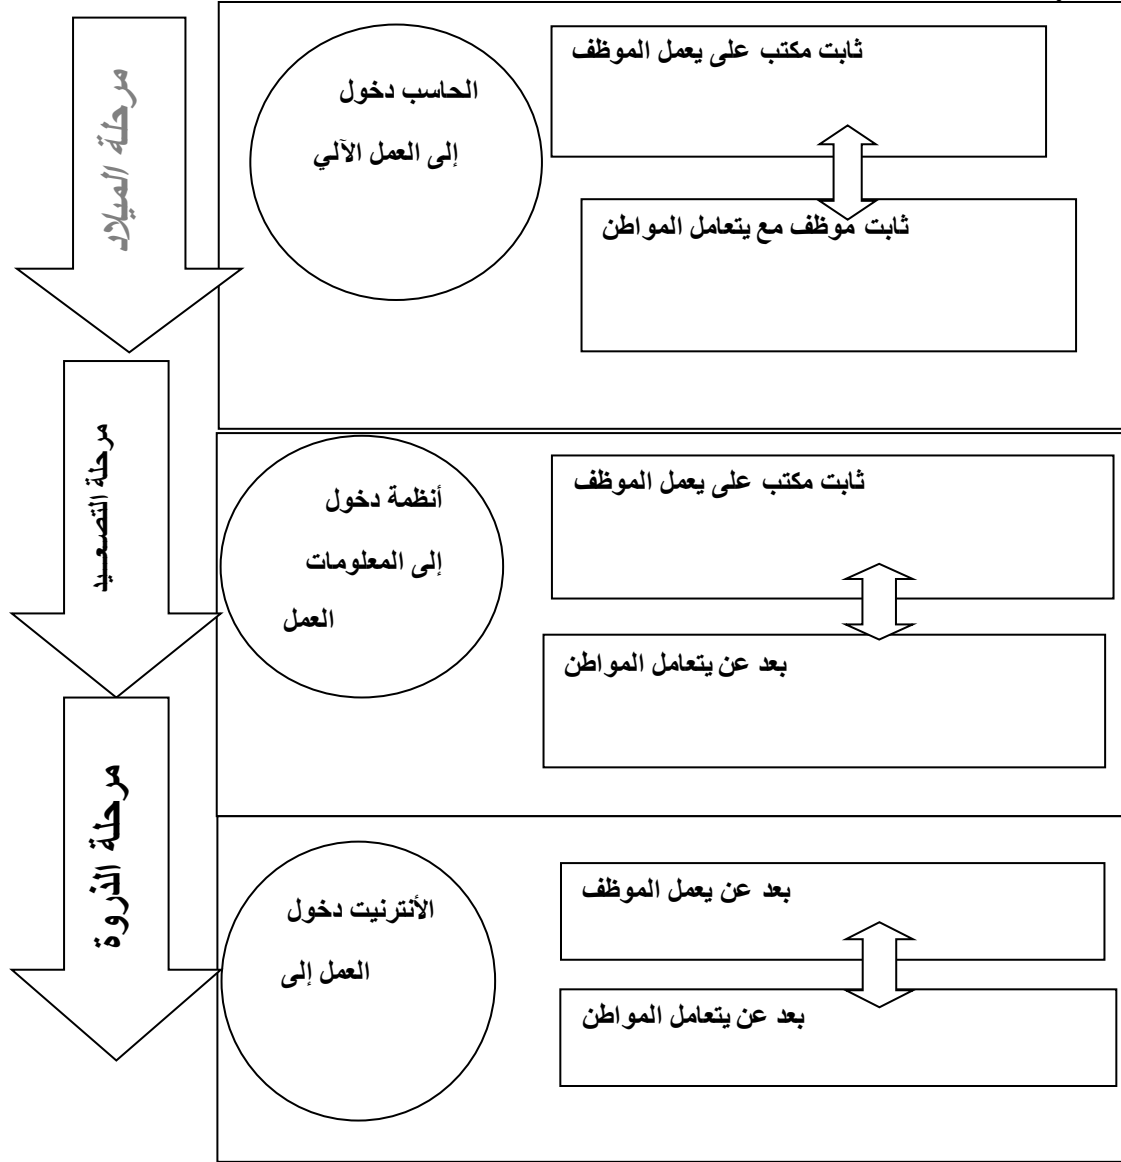 مرحلة الميلاد
ثابت مكتب على يعمل الموظف
الحاسب دخول
إلى العمل الآلي
ثابت موظف مع يتعامل المواطن
مرحلة التصعـيد
ثابت مكتب على يعمل الموظف
أنظمة دخول
إلى المعلومات
العمل
بعد عن يتعامل المواطن
مرحلة الذروة
بعد عن يعمل الموظف
الأنترنيت دخول
العمل إلى
بعد عن يتعامل المواطن